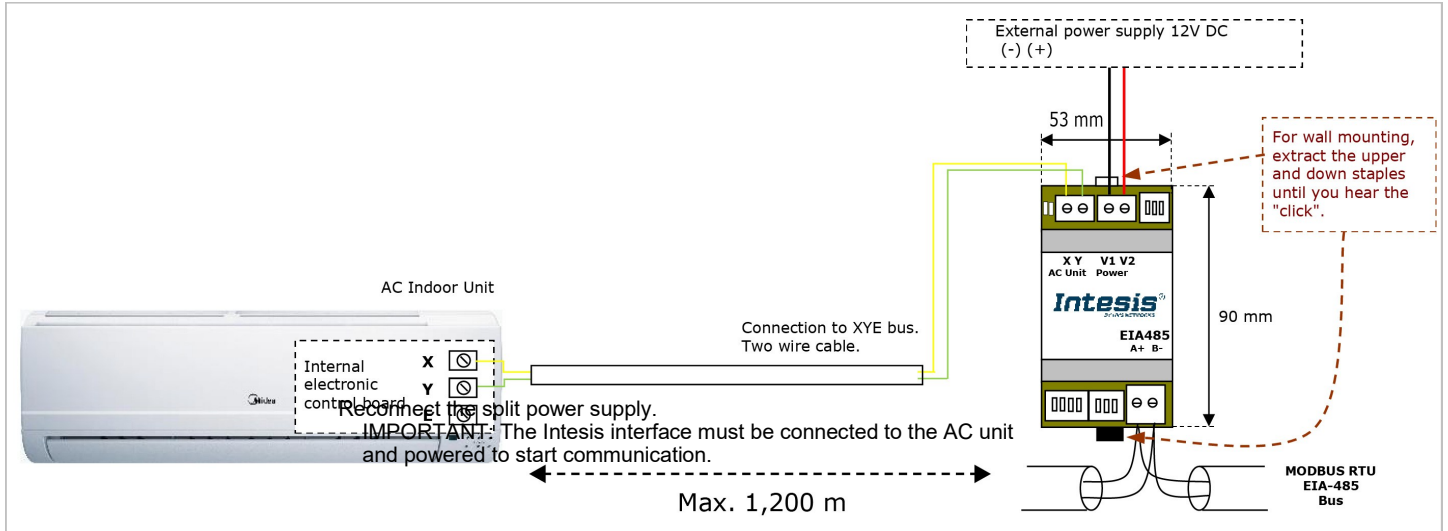 External power supply 12V DC
(-) (+)
53 mm
For wall mounting,
extract the upper
and down staples
until you hear the
"click".
X Y V1 V2
AC Unit Power
Intesis®
EIA485
A+ B-
90 mm
AC Indoor Unit
Connection to XYE bus.
Two wire cable.
Internal
electronic
control board
X
Y
E
Midea
Reconnect the split power supply.
IMPORTANT: The Intesis interface must be connected to the AC unit
and powered to start communication.
Max. 1,200 m
MODBUS RTU
EIA-485
Bus